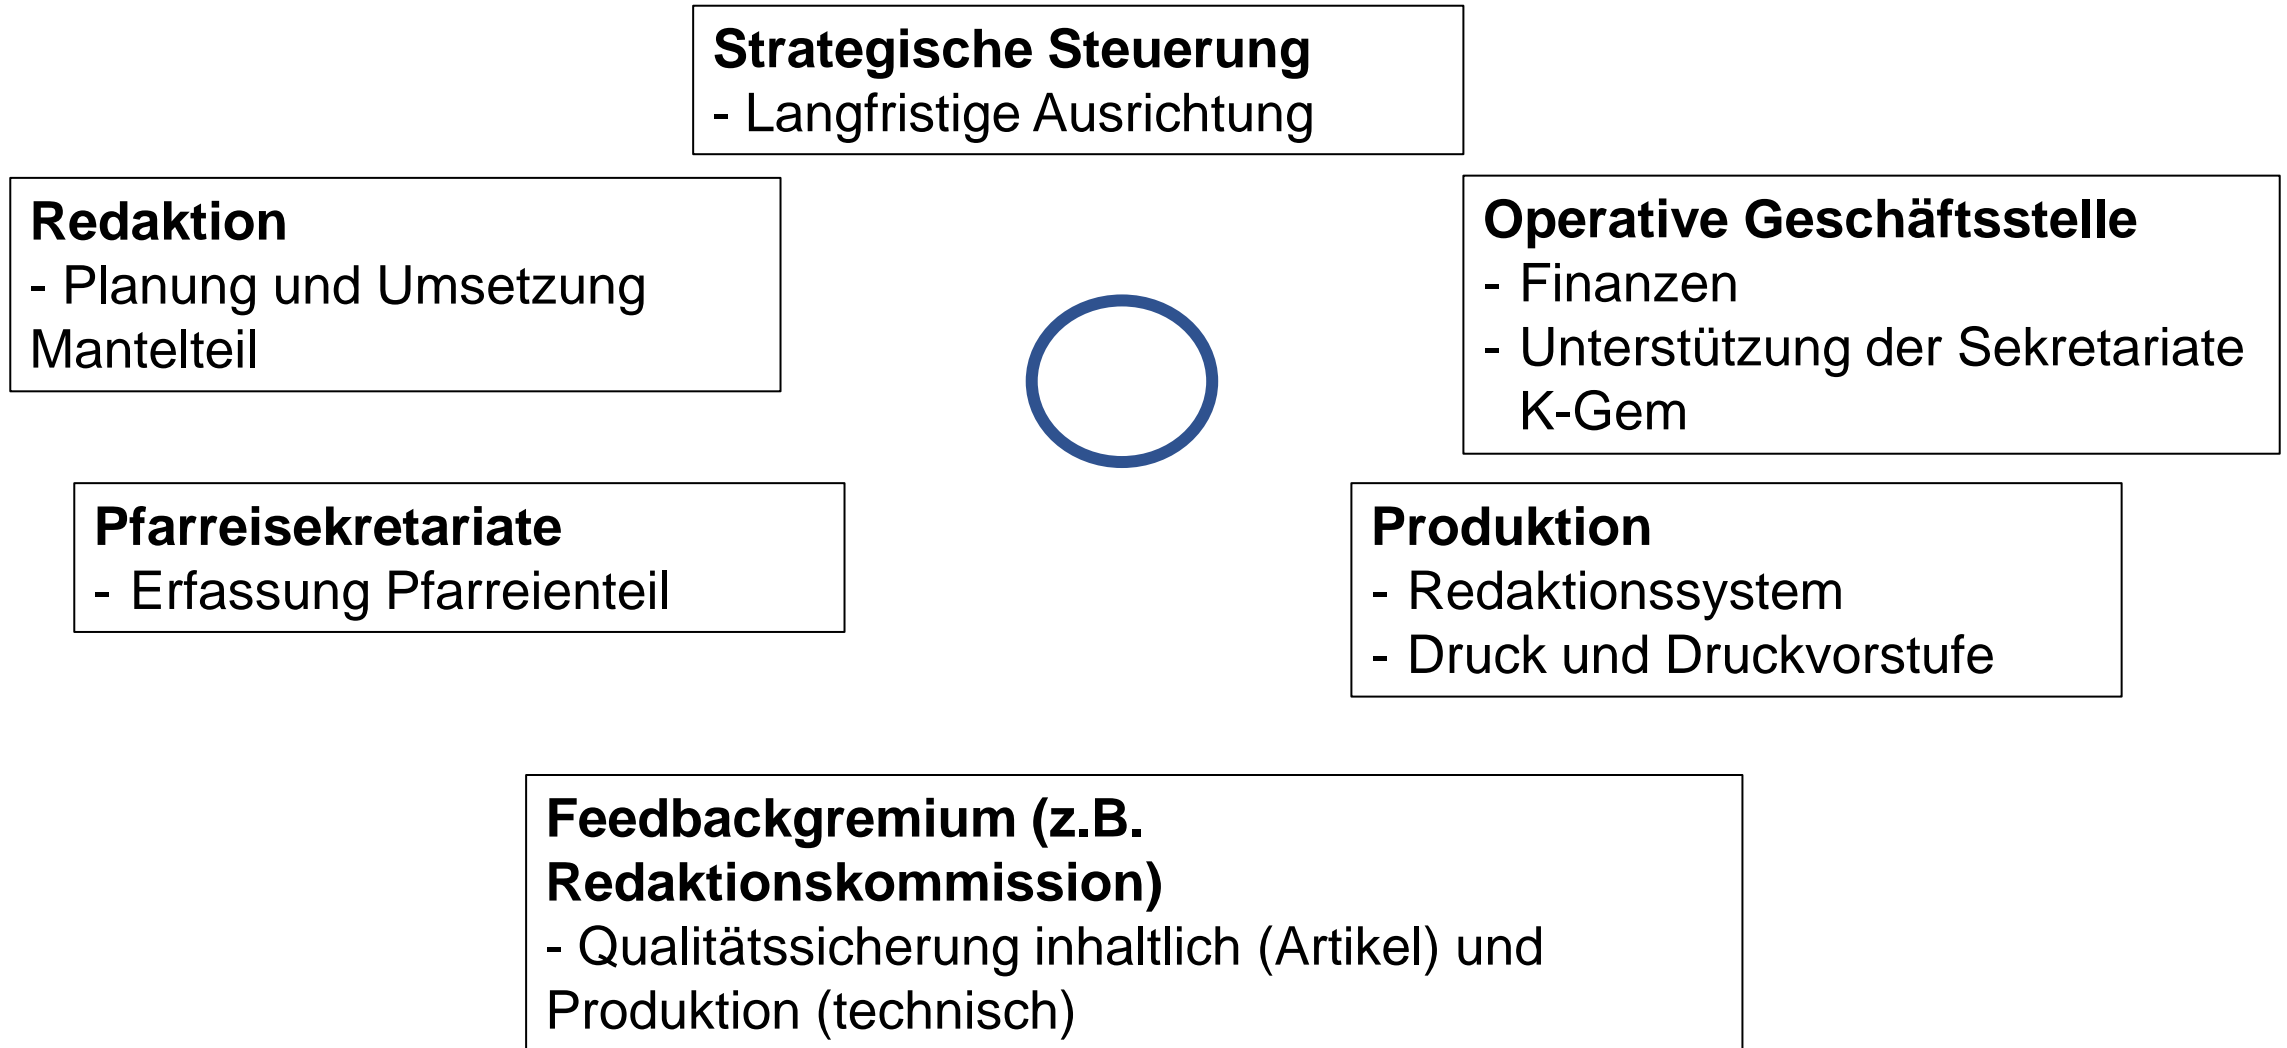 Strategische Steuerung
- Langfristige Ausrichtung
Redaktion
- Planung und Umsetzung
Mantelteil
Operative Geschäftsstelle
- Finanzen
- Unterstützung der Sekretariate
K-Gem
Pfarreisekretariate
- Erfassung Pfarreienteil
Produktion
- Redaktionssystem
- Druck und Druckvorstufe
Feedbackgremium (z.B.
Redaktionskommission)
- Qualitätssicherung inhaltlich (Artikel) und
Produktion (technisch)